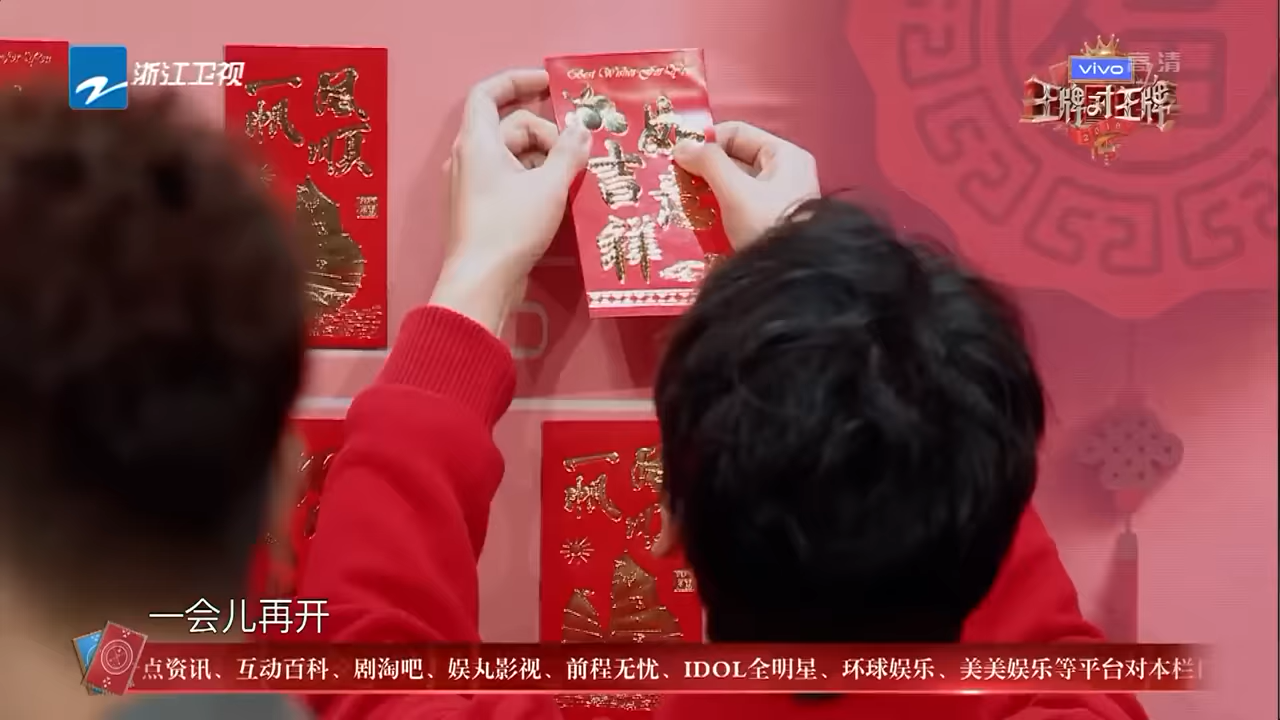 浙江卫视
vivo
高清
王牌对王牌
一帆
风顺
Best Wishes For You
如意
吉祥
一帆
风顺
一会儿再开
点资讯、互动百科、剧淘吧、娱丸影视、前程无忧、IDOL全明星、环球娱乐、美美娱乐等平台对本栏